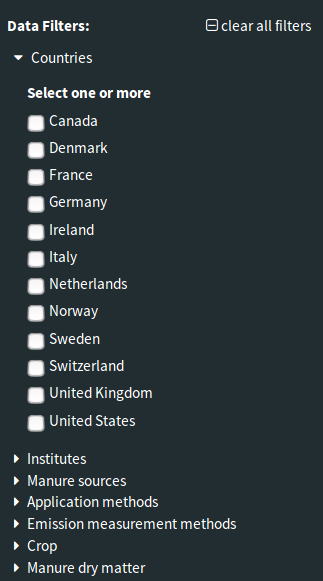 Data Filters: clear all filters
Countries
Select one or more
Canada
Denmark
France
Germany
Ireland
Italy
Netherlands
Norway
Sweden
Switzerland
United Kingdom
United States
Institutes
Manure sources
Application methods
Emission measurement methods
Crop
Manure dry matter